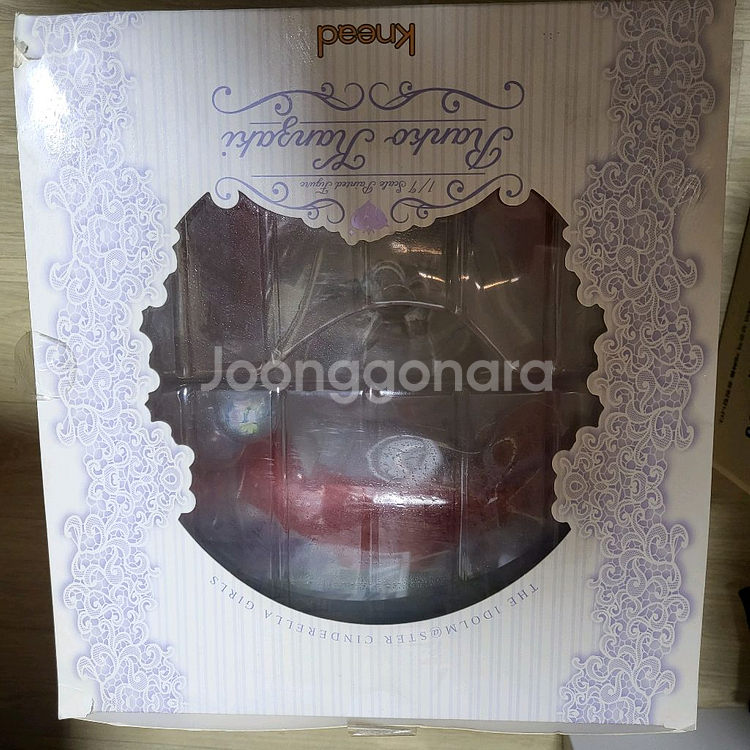 THE IDOLM@STER CINDERELLA GIRLS
1/7 Scale Painted Figure
Ranko Kanzaki
knead
Joonggonara